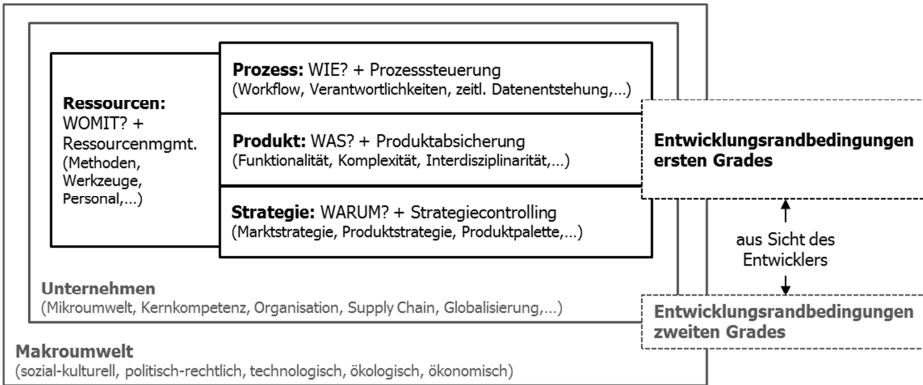 Ressourcen:
WOMIT? +
Ressourcenmgmt.
(Methoden,
Werkzeuge,
Personal,...)
Prozess: WIE? + Prozesssteuerung
(Workflow, Verantwortlichkeiten, zeitl. Datenentstehung,...)
Produkt: WAS? + Produktabsicherung
(Funktionalität, Komplexität, Interdisziplinarität,...)
Strategie: WARUM? + Strategiecontrolling
(Marktstrategie, Produktstrategie, Produktpalette,...)
Entwicklungsrandbedingungen
ersten Grades
aus Sicht des
Entwicklers
Entwicklungsrandbedingungen
zweiten Grades
Unternehmen
(Mikroumwelt, Kernkompetenz, Organisation, Supply Chain, Globalisierung,...)
Makroumwelt
(sozial-kulturell, politisch-rechtlich, technologisch, ökologisch, ökonomisch)